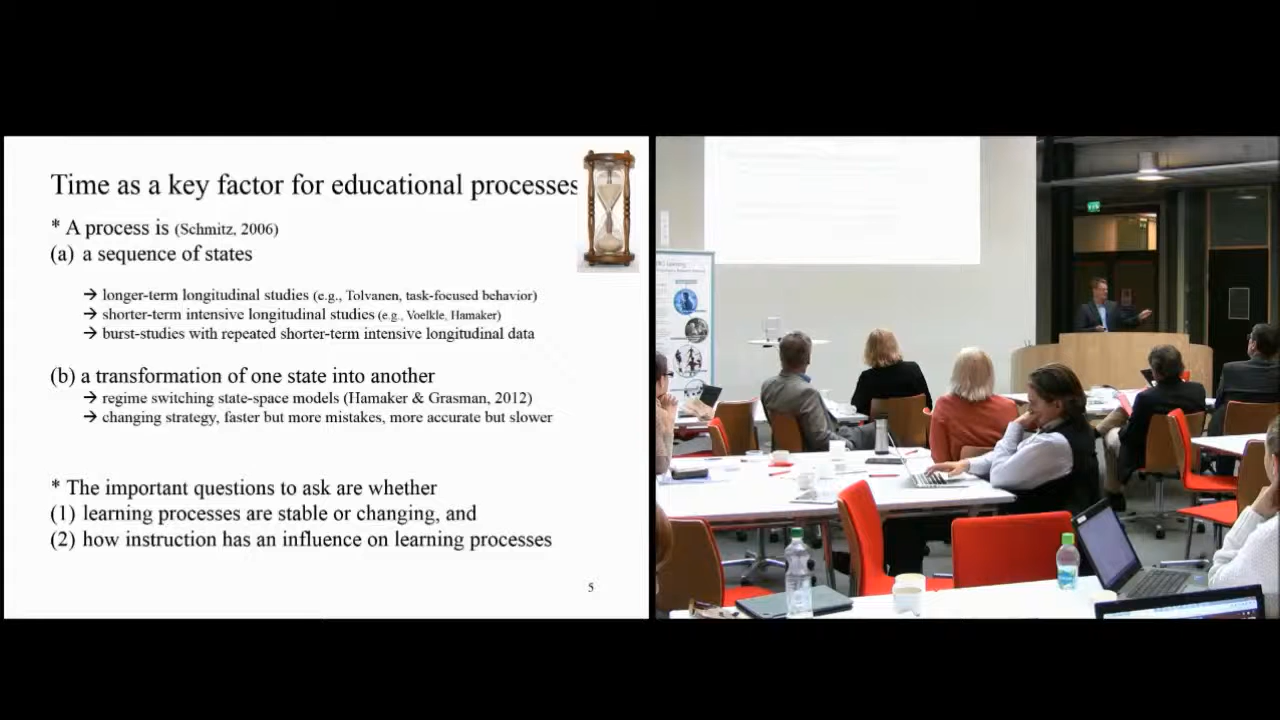 Time as a key factor for educational processes
* A process is (Schmitz, 2006)
(a) a sequence of states
→ longer-term longitudinal studies (e.g., Tolvanen, task-focused behavior)
→ shorter-term intensive longitudinal studies (e.g., Voelkle, Hamaker)
→ burst-studies with repeated shorter-term intensive longitudinal data
(b) a transformation of one state into another
→ regime switching state-space models (Hamaker & Grasman, 2012)
→ changing strategy, faster but more mistakes, more accurate but slower
* The important questions to ask are whether
(1) learning processes are stable or changing, and
(2) how instruction has an influence on learning processes
5